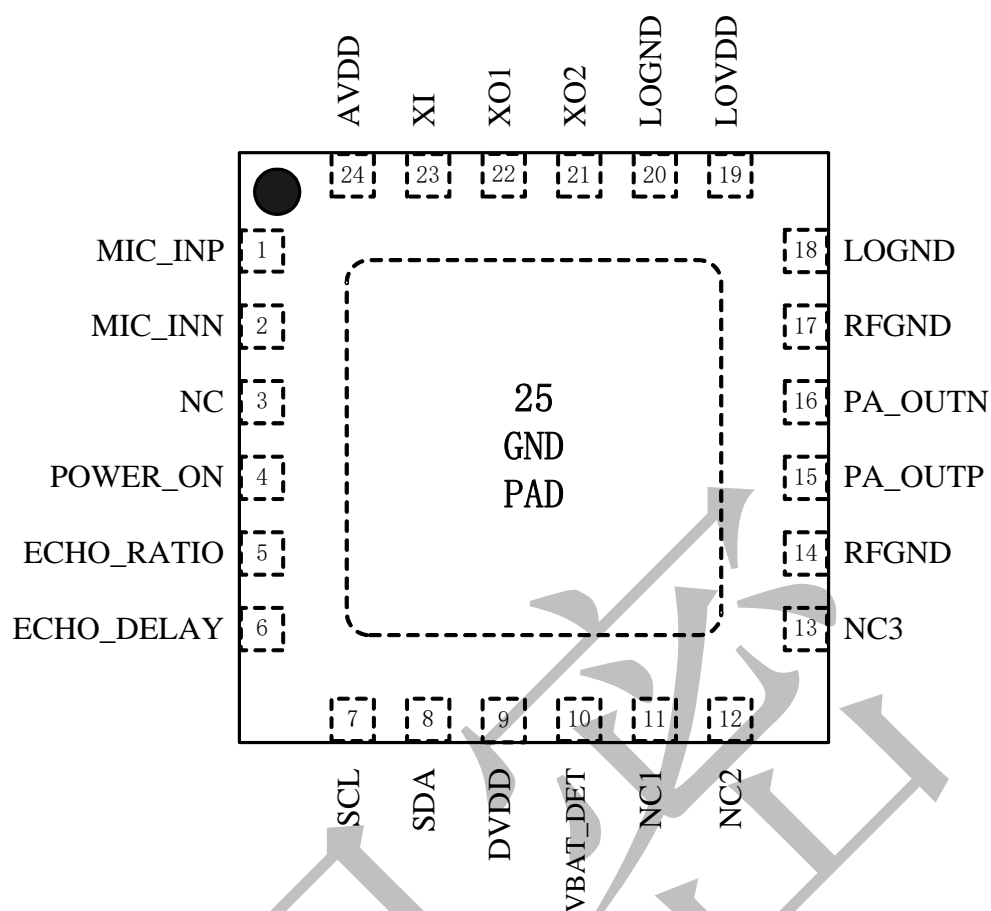 AVDD
XI
XO1
XO2
LOGND
LOVDD
24
23
22
21
20
19
MIC_INP 1
18 LOGND
MIC_INN 2
17 RFGND
NC 3
16 PA_OUTN
POWER_ON 4
15 PA_OUTP
ECHO_RATIO 5
14 RFGND
ECHO_DELAY 6
13 NC3
25
GND
PAD
7
8
9
10
11
12
SCL
SDA
DVDD
VBAT_DET
NC1
NC2